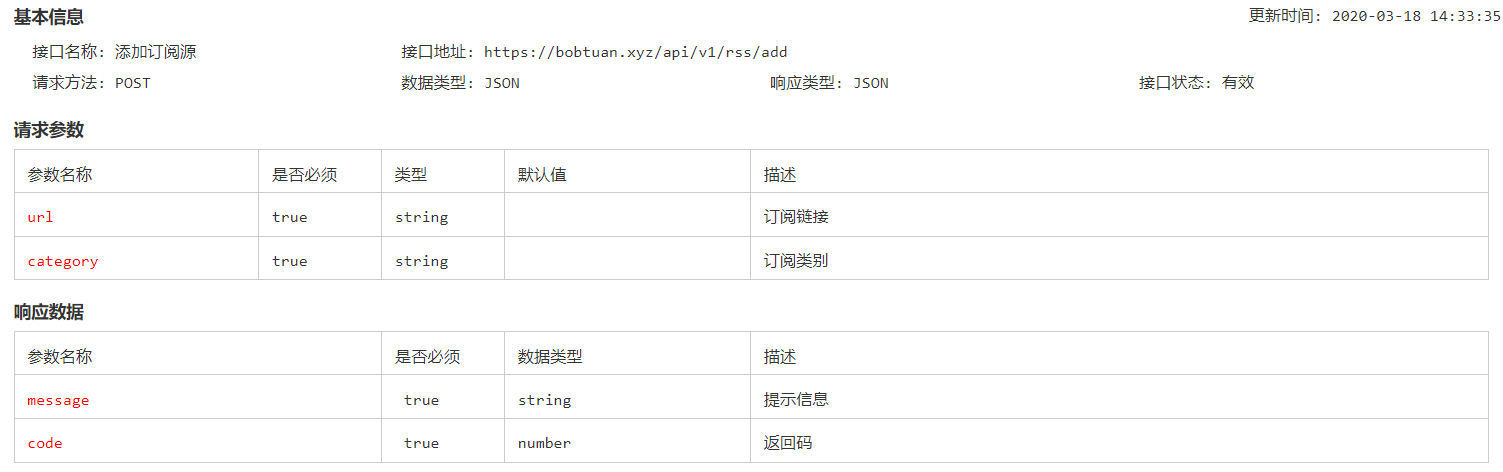 基本信息 更新时间: 2020-03-18 14:33:35
接口名称: 添加订阅源 接口地址: https://bobtuan.xyz/api/v1/rss/add
请求方法: POST 数据类型: JSON 响应类型: JSON 接口状态: 有效
请求参数
参数名称 是否必须 类型 默认值 描述
url true string 订阅链接
category true string 订阅类别
响应数据
参数名称 是否必须 数据类型 描述
message true string 提示信息
code true number 返回码